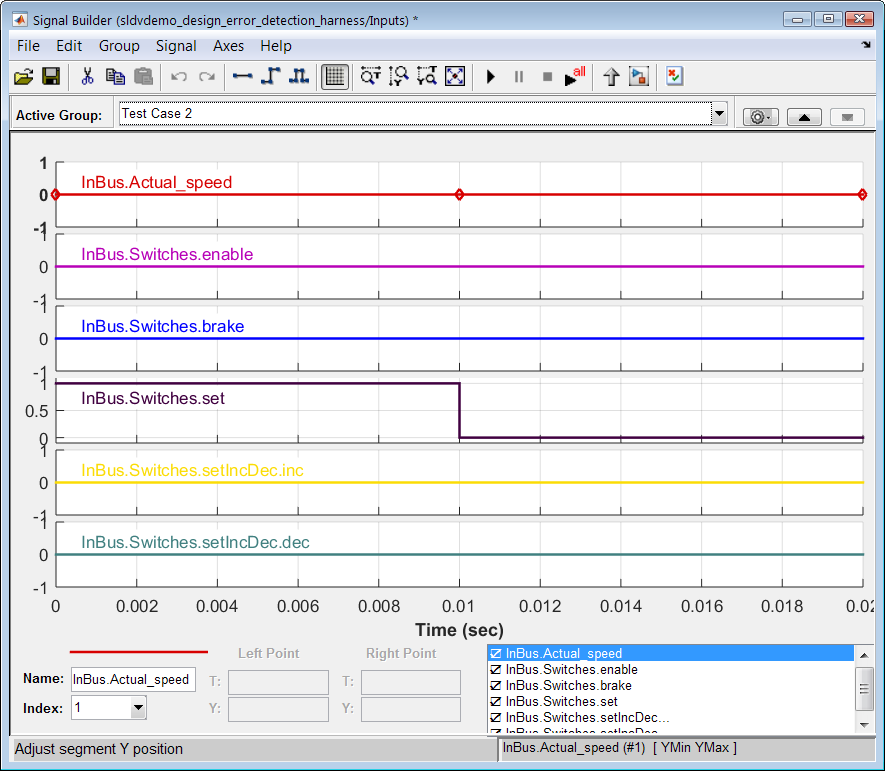 Signal Builder (sldvdemo_design_error_detection_harness/Inputs) *
File Edit Group Signal Axes Help
all
Active Group: Test Case 2
1
InBus.Actual_speed
0
-1
1
InBus.Switches.enable
0
-1
1
InBus.Switches.brake
0
-1
1
InBus.Switches.set
0.5
0
1
InBus.Switches.setIncDec.inc
0
-1
1
InBus.Switches.setIncDec.dec
0
-1
0 0.002 0.004 0.006 0.008 0.01 0.012 0.014 0.016 0.018 0.02
Time (sec)
Left Point Right Point
Name: InBus.Actual_speed T: T:
Index: 1 Y: Y:
InBus.Actual_speed
InBus.Switches.enable
InBus.Switches.brake
InBus.Switches.set
InBus.Switches.setIncDec...
InBus.Switches.setIncDec...
Adjust segment Y position
InBus.Actual_speed (#1) [ YMin YMax ]